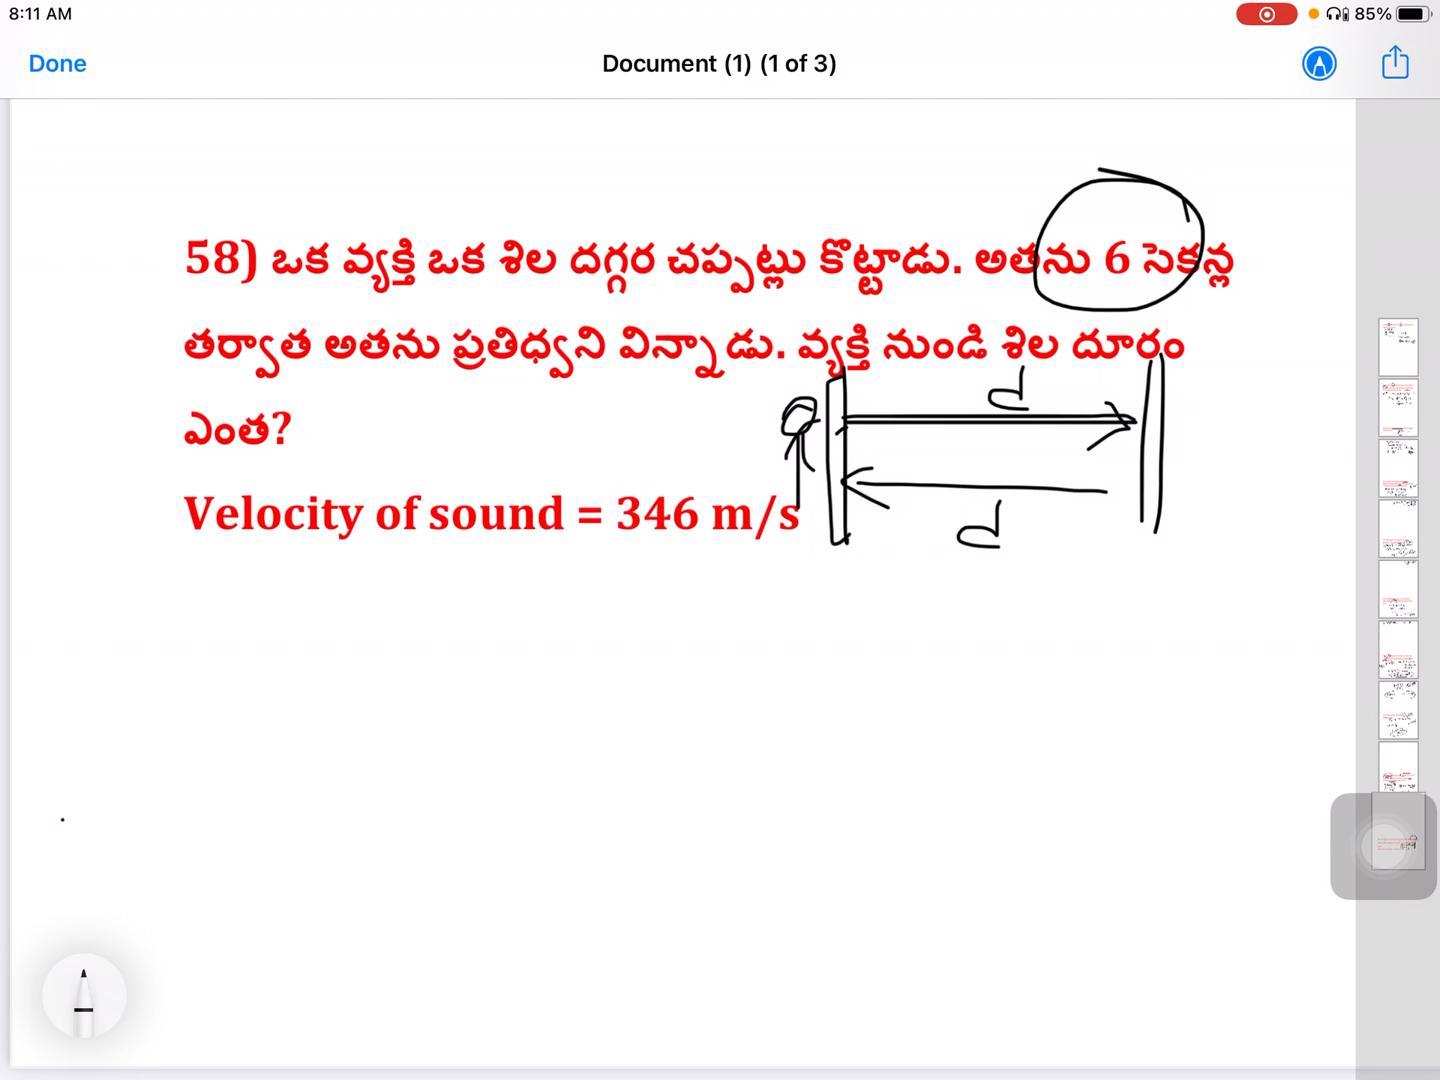 8:11 AM
85%
Done
Document (1) (1 of 3)
58) ఒక వ్యక్తి ఒక శిల దగ్గర చప్పట్లు కొట్టాడు. అతను 6 సెకన్ల
తర్వాత అతను ప్రతిధ్వని విన్నాడు. వ్యక్తి నుండి శిల దూరం
ఎంత?
d
Velocity of sound = 346 m/s
d